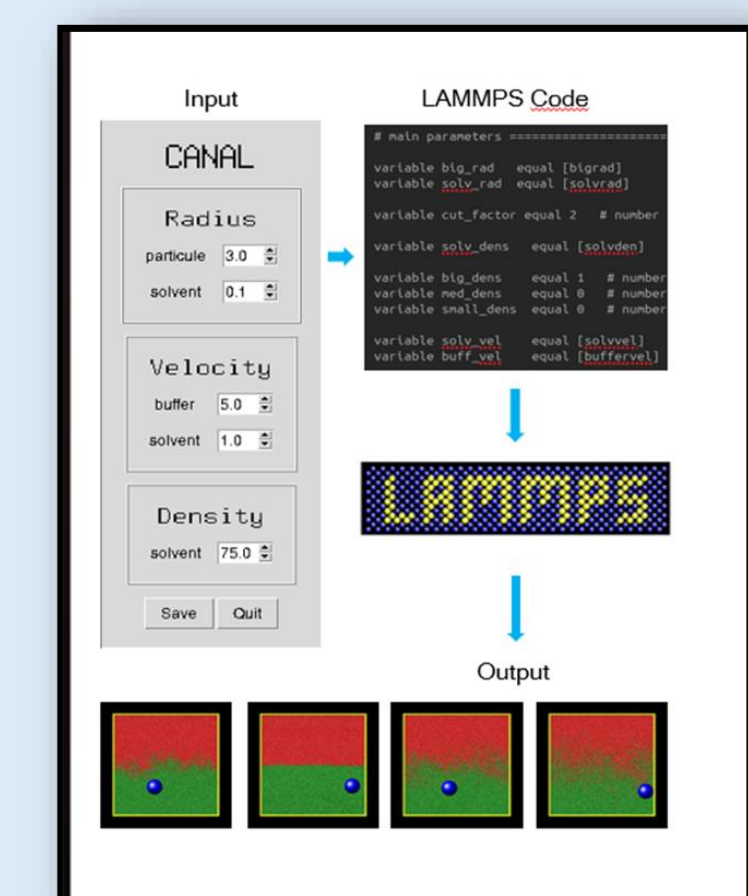 Input
CANAL
Radius
particule 3.0
solvent 0.1
Velocity
buffer 5.0
solvent 1.0
Density
solvent 75.0
Save Quit
LAMMPS Code
# main parameters ======================
variable big_rad equal [bigrad]
variable solv_rad equal [solvrad]
variable cut_factor equal 2 # number
variable solv_dens equal [solvden]
variable big_dens equal 1 # number
variable med_dens equal 0 # number
variable small_dens equal 0 # number
variable solv_vel equal [solvvel]
variable buff_vel equal [buffervel]
LAMMPS
Output